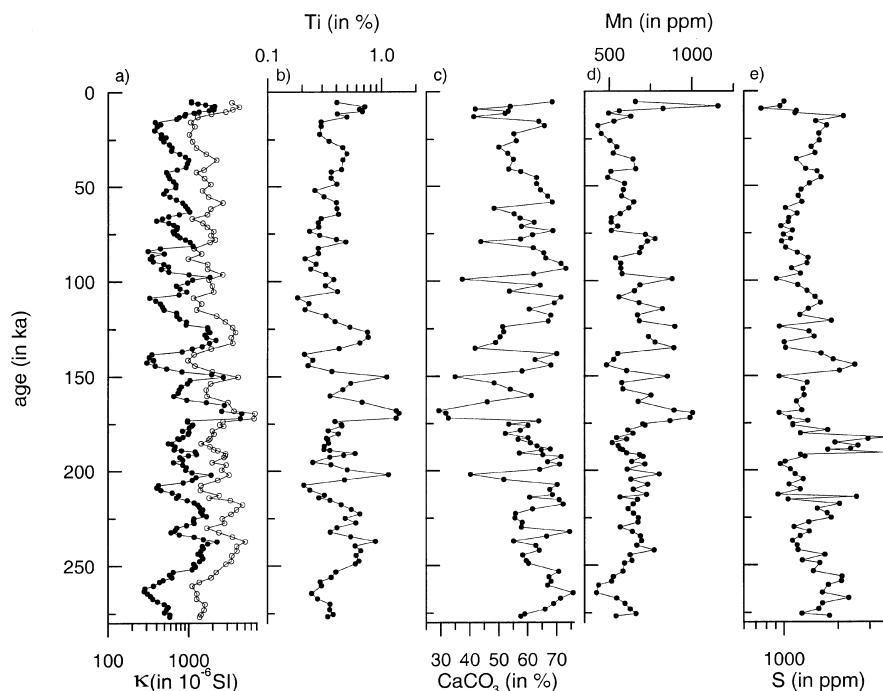 Ti (in %)
Mn (in ppm)
0.1
1.0
500
1000
a)
b)
c)
d)
e)
0
50
100
150
200
250
age (in ka)
100
1000
30
40
50
60
70
1000
κ(in 10⁻⁶SI)
CaCO₃ (in %)
S (in ppm)